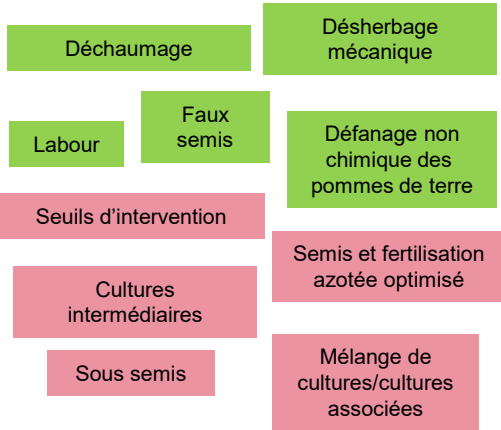 Déchaumage
Désherbage
mécanique
Labour
Faux
semis
Défanage non
chimique des
pommes de terre
Seuils d'intervention
Semis et fertilisation
azotée optimisé
Cultures
intermédiaires
Sous semis
Mélange de
cultures/cultures
associées